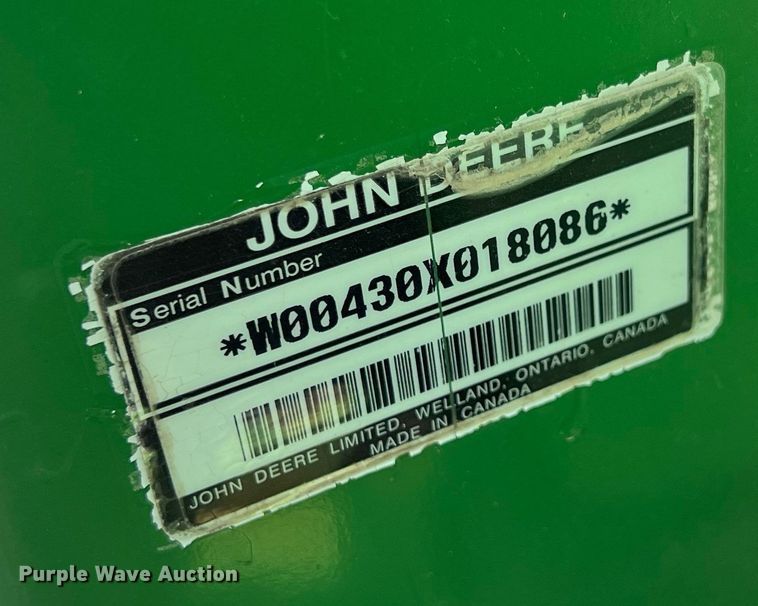 JOHN DEERE
Serial Number
*W00430X018086*
JOHN DEERE LIMITED, WELLAND, ONTARIO, CANADA
MADE IN CANADA
Purple Wave Auction